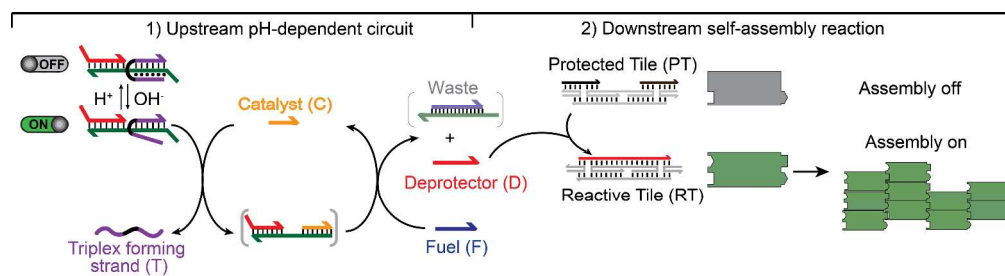 1) Upstream pH-dependent circuit
2) Downstream self-assembly reaction
OFF
H⁺
OH⁻
ON
Catalyst (C)
Waste
+
Deprotector (D)
Protected Tile (PT)
Reactive Tile (RT)
Assembly off
Assembly on
Triplex forming
strand (T)
Fuel (F)